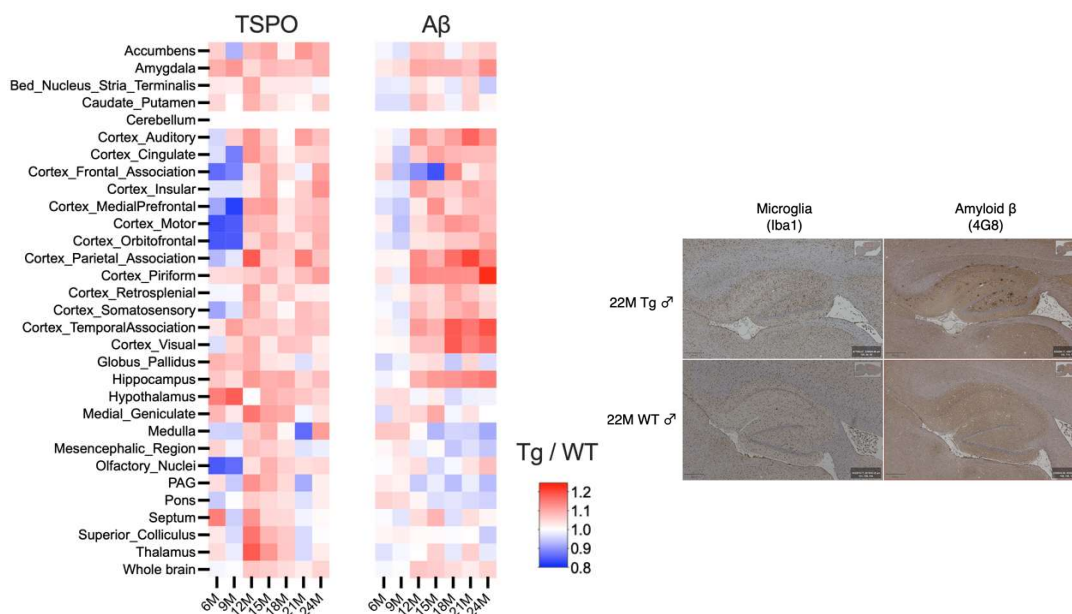 TSPO
Aβ
Accumbens
Amygdala
Bed_Nucleus_Stria_Terminalis
Caudate_Putamen
Cerebellum
Cortex_Auditory
Cortex_Cingulate
Cortex_Frontal_Association
Cortex_Insular
Cortex_MedialPrefrontal
Cortex_Motor
Cortex_Orbitofrontal
Cortex_Parietal_Association
Cortex_Piriform
Cortex_Retrosplenial
Cortex_Somatosensory
Cortex_TemporalAssociation
Cortex_Visual
Globus_Pallidus
Hippocampus
Hypothalamus
Medial_Geniculate
Medulla
Mesencephalic_Region
Olfactory_Nuclei
PAG
Pons
Septum
Superior_Colliculus
Thalamus
Whole brain
6M 9M 12M 15M 18M 21M 24M
6M 9M 12M 15M 18M 21M 24M
Tg / WT
1.2
1.1
1.0
0.9
0.8
Microglia
(Iba1)
Amyloid β
(4G8)
22M Tg ♂
22M WT ♂